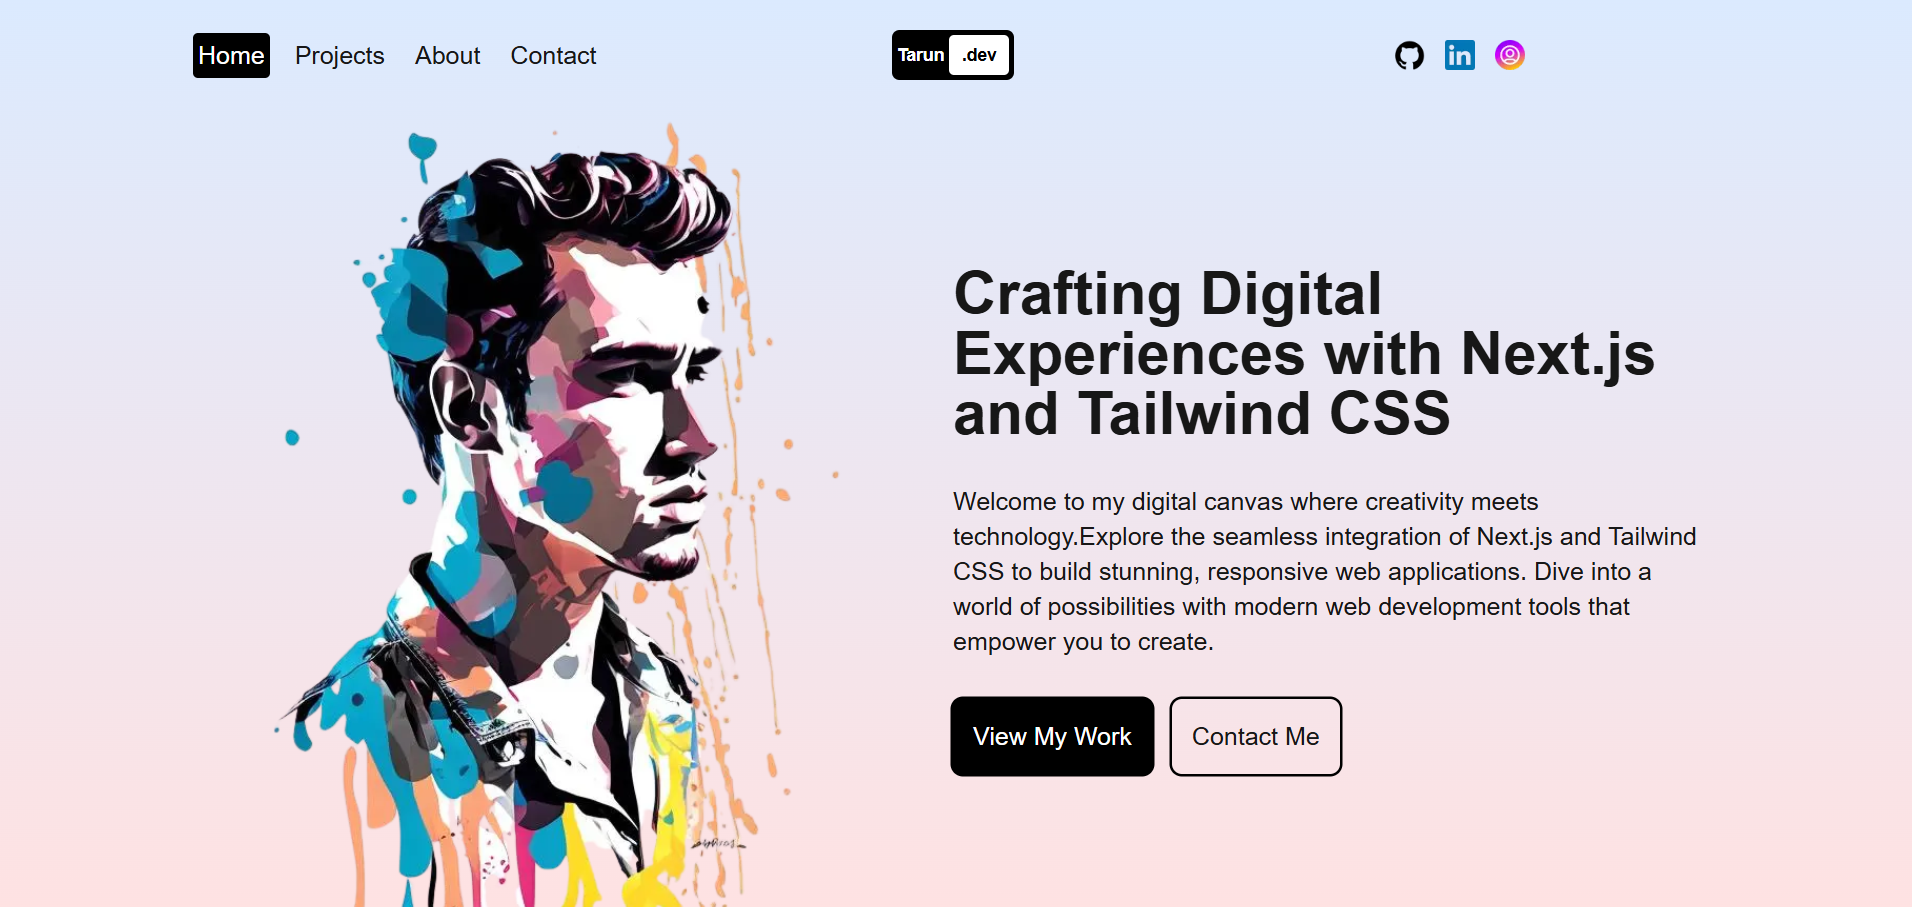 Home Projects About Contact Tarun .dev in
Crafting Digital
Experiences with Next.js
and Tailwind CSS
Welcome to my digital canvas where creativity meets
technology.Explore the seamless integration of Next.js and Tailwind
CSS to build stunning, responsive web applications. Dive into a
world of possibilities with modern web development tools that
empower you to create.
View My Work Contact Me